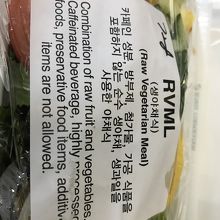 RVML
(생야채식)
(Raw Vegetarian Meal)
카페인 성분, 방부제, 첨가물, 가공 식품을
포함하지 않는 순수 생야채, 생과일을
사용한 야채식
Combination of raw fruit and vegetables.
Caffeinated beverage, highly processed
foods, preservative food items, additiv
items are not allowed.